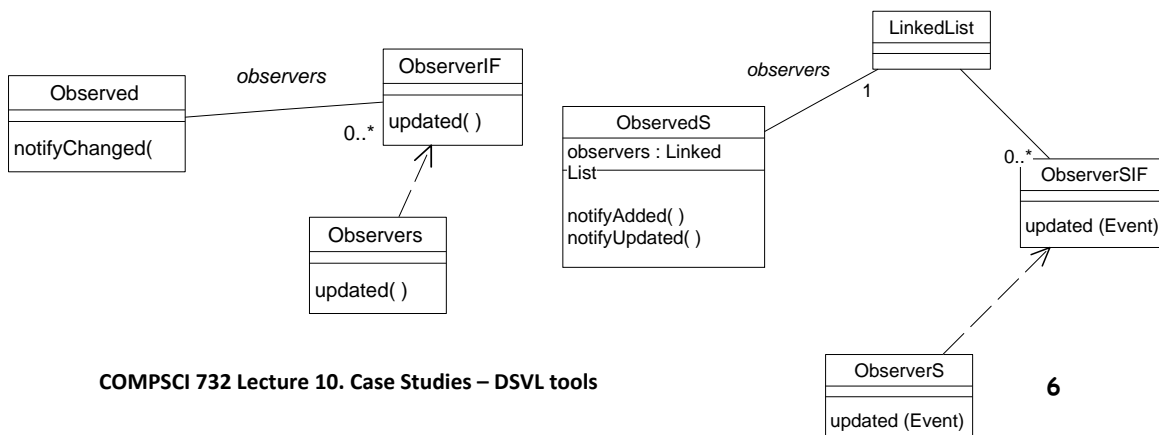 Observed
notifyChanged(
observers
0..*
ObserverIF
updated( )
Observers
updated( )
LinkedList
observers
1
ObservedS
observers : Linked
List
notifyAdded( )
notifyUpdated( )
0..*
ObserverSIF
updated (Event)
ObserverS
updated (Event)
COMPSCI 732 Lecture 10. Case Studies – DSVL tools
6